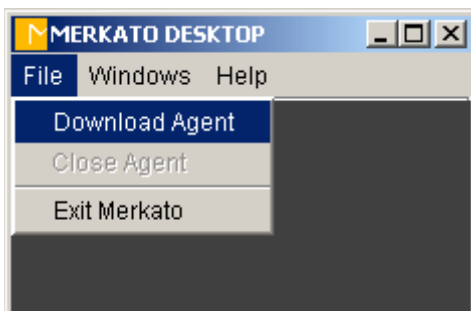 MERKATO DESKTOP
File Windows Help
Download Agent
Close Agent
Exit Merkato